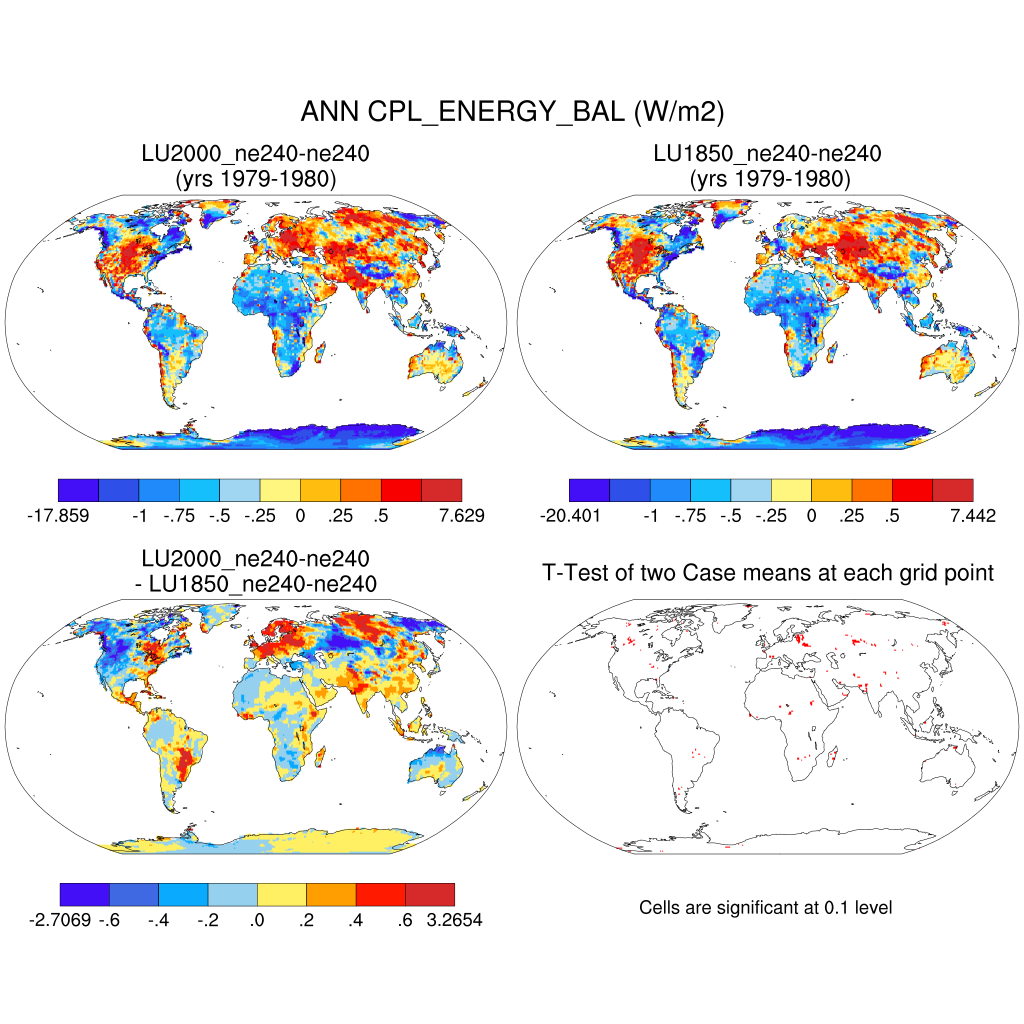 ANN CPL_ENERGY_BAL (W/m2)
LU2000_ne240-ne240
(yrs 1979-1980)
LU1850_ne240-ne240
(yrs 1979-1980)
-17.859 -1 -.75 -.5 -.25 0 .25 .5 7.629
-20.401 -1 -.75 -.5 -.25 0 .25 .5 7.442
LU2000_ne240-ne240
- LU1850_ne240-ne240
T-Test of two Case means at each grid point
-2.7069 -.6 -.4 -.2 .0 .2 .4 .6 3.2654
Cells are significant at 0.1 level